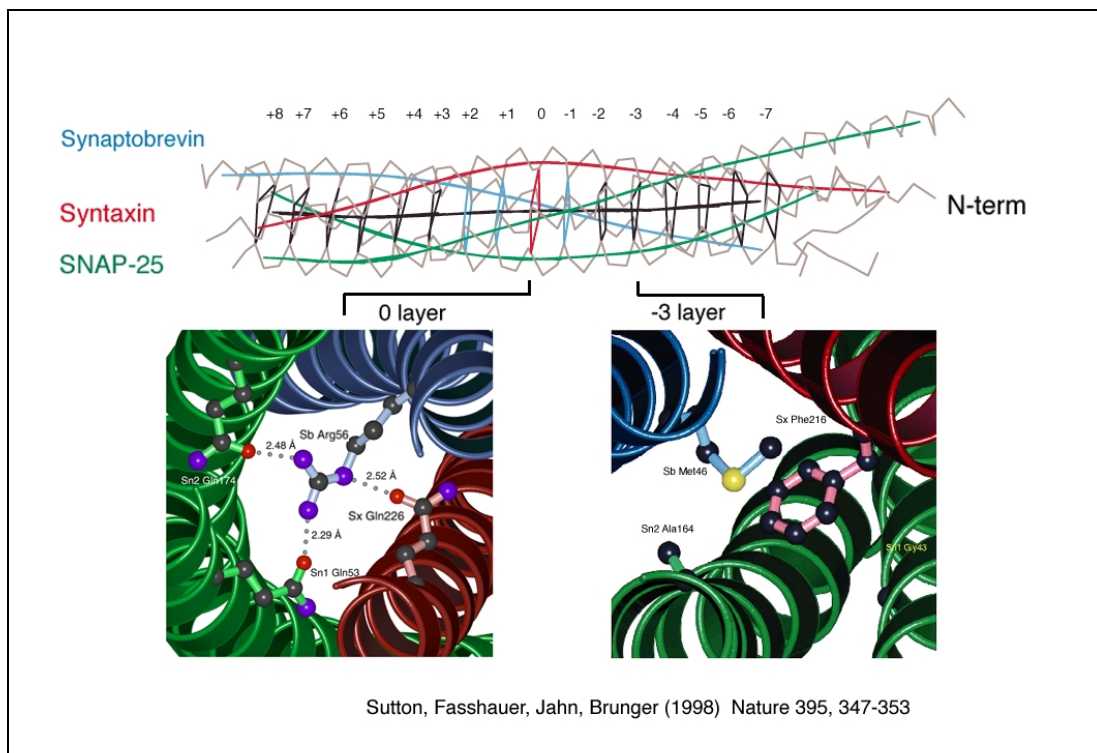 +8 +7 +6 +5 +4 +3 +2 +1 0 -1 -2 -3 -4 -5 -6 -7
Synaptobrevin
Syntaxin
N-term
SNAP-25
0 layer
-3 layer
Sb Arg56
2.48 Å
Sn2 Gln174
2.52 Å
Sx Gln226
2.29 Å
Sn1 Gln53
Sx Phe216
Sb Met46
Sn2 Ala164
Sn1 Gly43
Sutton, Fasshauer, Jahn, Brunger (1998) Nature 395, 347-353